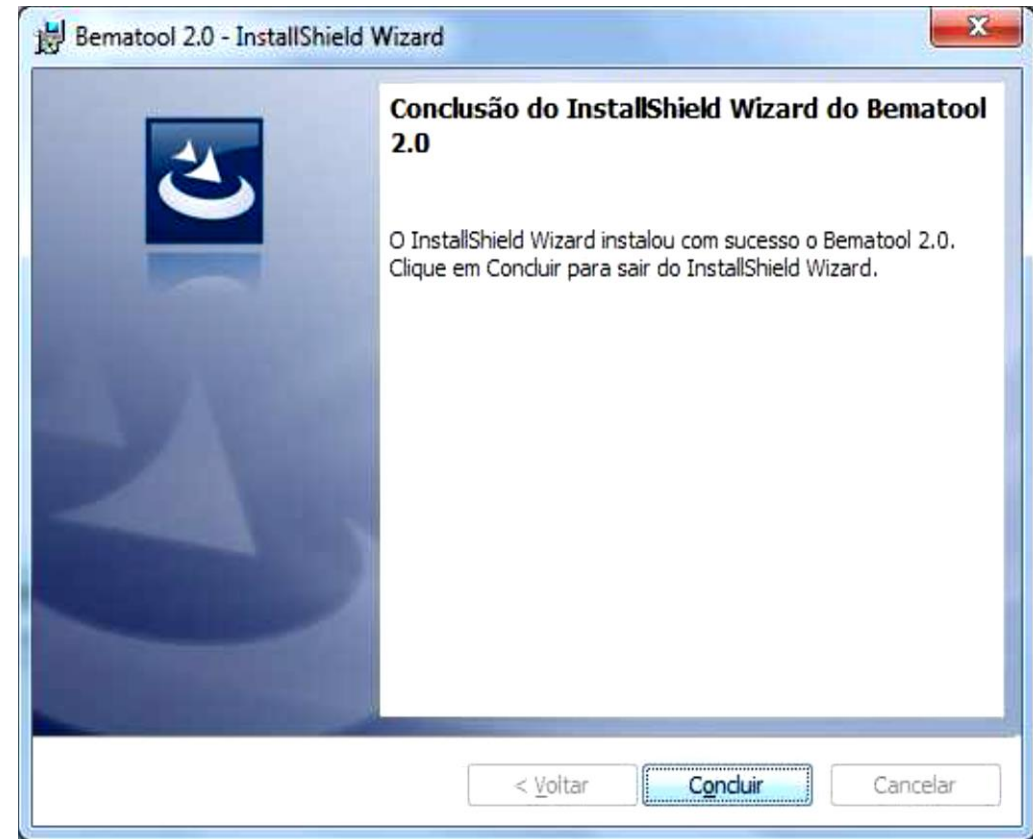 Bematool 2.0 - InstallShield Wizard
X
Conclusão do InstallShield Wizard do Bematool
2.0
O InstallShield Wizard instalou com sucesso o Bematool 2.0.
Clique em Concluir para sair do InstallShield Wizard.
< Voltar
Concluir
Cancelar